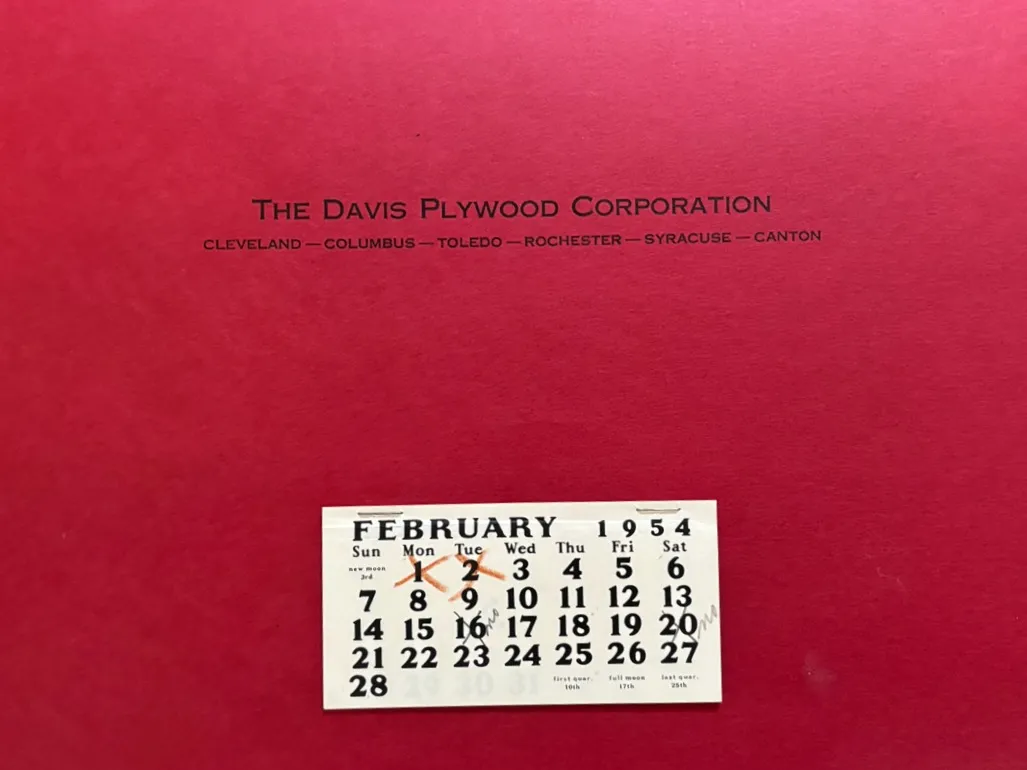 THE DAVIS PLYWOOD CORPORATION
CLEVELAND — COLUMBUS — TOLEDO — ROCHESTER — SYRACUSE — CANTON
FEBRUARY 1954
Sun Mon Tue Wed Thu Fri Sat
new moon 3rd 1 2 3 4 5 6
7 8 9 10 11 12 13
14 15 16 no 17 18 19 20 no
21 22 23 24 25 26 27
28 first quar. 10th full moon 17th last quar. 25th